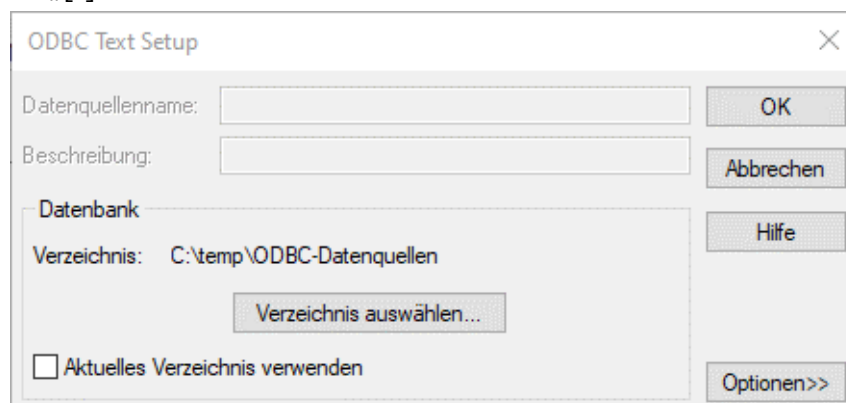 ODBC Text Setup
Datenquellenname:
OK
Beschreibung:
Abbrechen
Datenbank
Hilfe
Verzeichnis: C:\temp\ODBC-Datenquellen
Verzeichnis auswählen...
Aktuelles Verzeichnis verwenden
Optionen>>